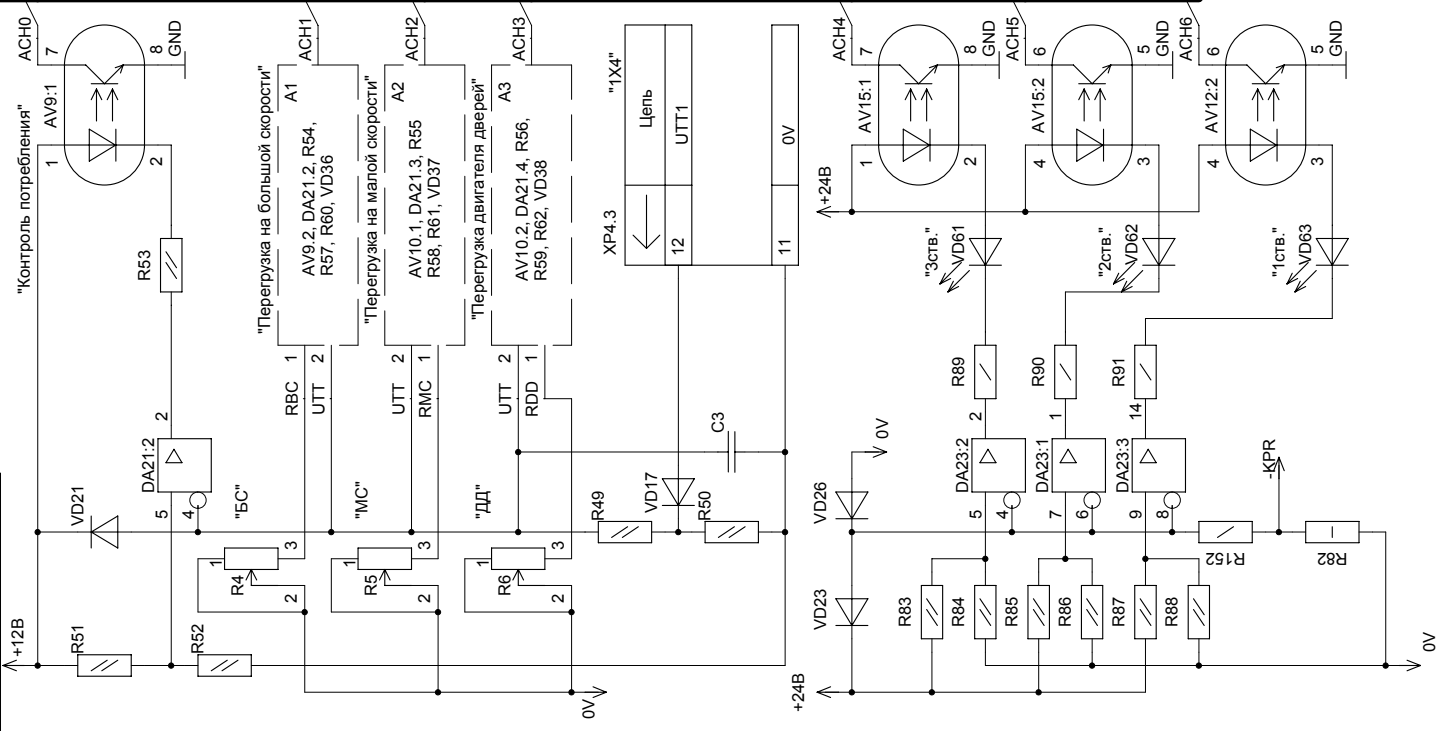 "Контроль потребления"
ACH0
7
AV9:1
8
GND
1
2
R53
DA21:2
2
5
4
VD21
+12В
R51
R52
ACH1
"Перегрузка на большой скорости"
A1
AV9.2, DA21.2, R54,
R57, R60, VD36
1
2
RBC
UTT
"БС"
1
R4
3
2
ACH2
"Перегрузка на малой скорости"
A2
AV10.1, DA21.3, R55
R58, R61, VD37
2
1
UTT
RMC
"МС"
1
R5
3
2
ACH3
"Перегрузка двигателя дверей"
A3
AV10.2, DA21.4, R56,
R59, R62, VD38
2
1
UTT
RDD
"ДД"
1
R6
3
2
0V
"1X4"
Цепь
UTT1
0V
XP4.3
12
11
C3
R49
VD17
R50
ACH4
7
AV15:1
8
GND
1
2
+24В
"3ств."
VD61
R89
2
DA23:2
5
4
ACH5
6
AV15:2
5
GND
4
3
"2ств."
VD62
R90
1
DA23:1
7
6
ACH6
6
AV12:2
5
GND
4
3
"1ств."
VD63
R91
14
DA23:3
9
8
0V
VD26
VD23
-KPR
R152
R82
R83
R84
R85
R86
R87
R88
+24В
0V